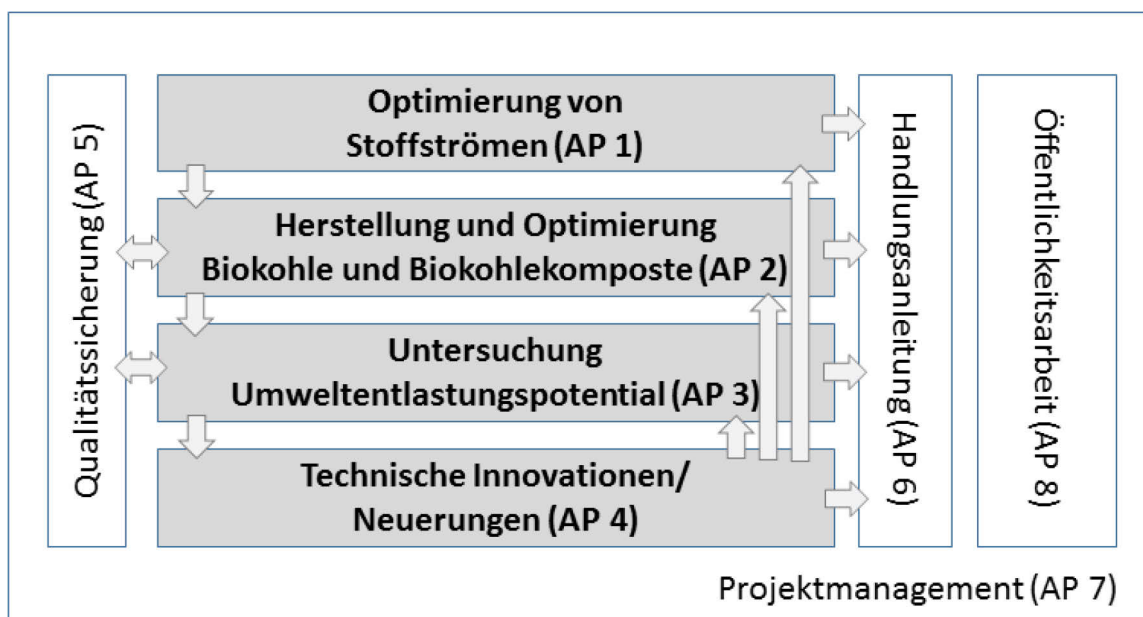 Qualitätssicherung (AP 5)
Optimierung von
Stoffströmen (AP 1)
Herstellung und Optimierung
Biokohle und Biokohlekomposte (AP 2)
Untersuchung
Umweltentlastungspotential (AP 3)
Technische Innovationen/
Neuerungen (AP 4)
Handlungsanleitung (AP 6)
Öffentlichkeitsarbeit (AP 8)
Projektmanagement (AP 7)